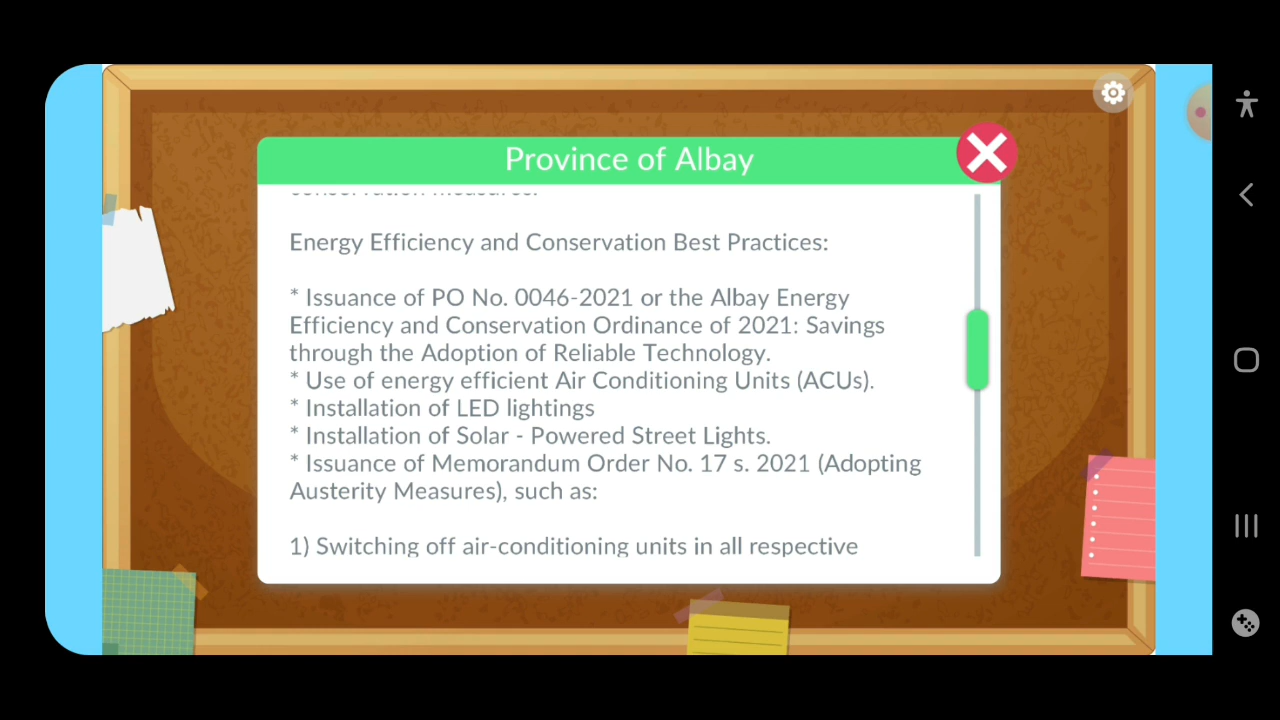 Province of Albay
conservation measures.
Energy Efficiency and Conservation Best Practices:
* Issuance of PO No. 0046-2021 or the Albay Energy
Efficiency and Conservation Ordinance of 2021: Savings
through the Adoption of Reliable Technology.
* Use of energy efficient Air Conditioning Units (ACUs).
* Installation of LED lightings
* Installation of Solar - Powered Street Lights.
* Issuance of Memorandum Order No. 17 s. 2021 (Adopting
Austerity Measures), such as:
1) Switching off air-conditioning units in all respective